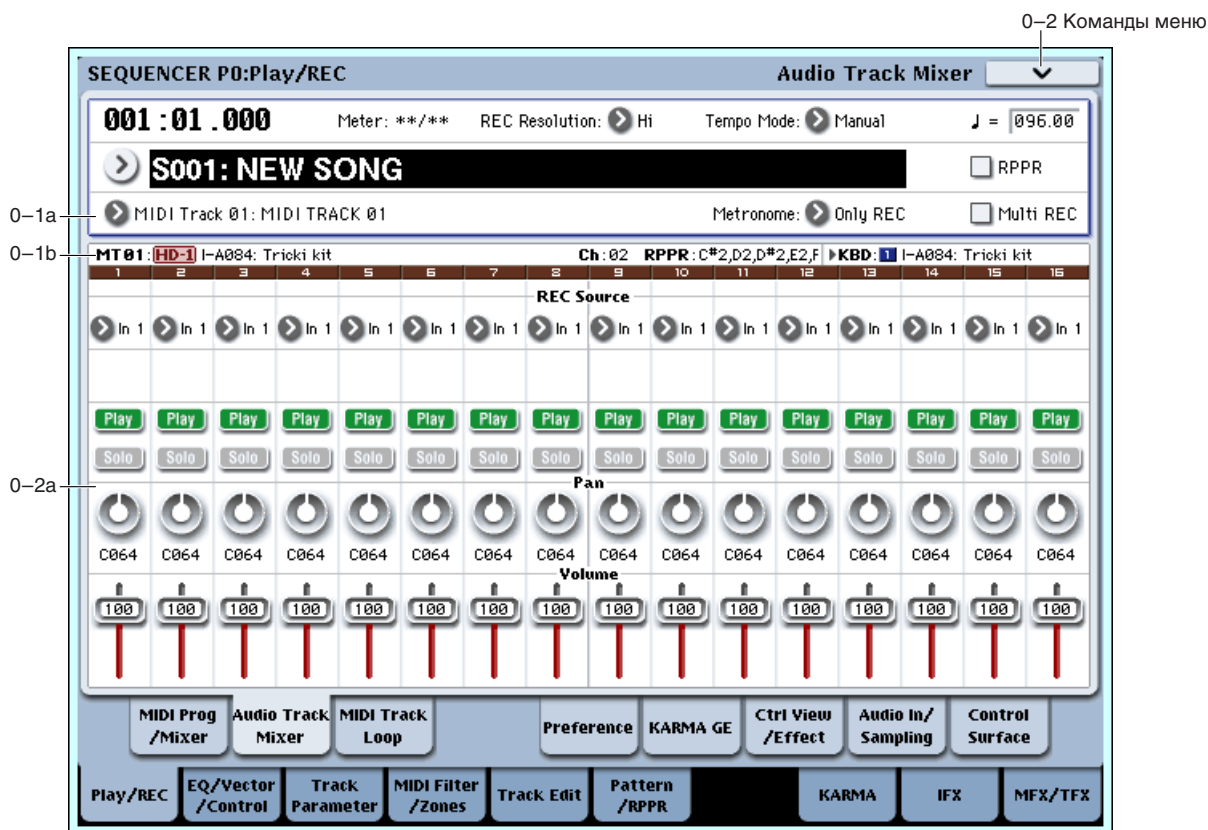 0–2 Команды меню
SEQUENCER P0:Play/REC Audio Track Mixer
001:01.000 Meter: **/** REC Resolution: Hi Tempo Mode: Manual ♩ = 096.00
S001: NEW SONG RPPR
0–1a MIDI Track 01: MIDI TRACK 01 Metronome: Only REC Multi REC
0–1b MT01: HD-1 I-A084: Tricki kit Ch:02 RPPR:C#2,D2,D#2,E2,F KBD: 1 I-A084: Tricki kit
1 2 3 4 5 6 7 8 9 10 11 12 13 14 15 16
REC Source
In 1 In 1 In 1 In 1 In 1 In 1 In 1 In 1 In 1 In 1 In 1 In 1 In 1 In 1 In 1 In 1
Play Play Play Play Play Play Play Play Play Play Play Play Play Play Play Play
Solo Solo Solo Solo Solo Solo Solo Solo Solo Solo Solo Solo Solo Solo Solo Solo
0–2a Pan
C064 C064 C064 C064 C064 C064 C064 C064 C064 C064 C064 C064 C064 C064 C064 C064
Volume
100 100 100 100 100 100 100 100 100 100 100 100 100 100 100 100
MIDI Prog Audio Track MIDI Track Preference KARMA GE Ctrl View Audio In/ Control
/Mixer Mixer Loop /Effect Sampling Surface
Play/REC EQ/Vector Track MIDI Filter Track Edit Pattern KARMA IFX MFX/TFX
/Control Parameter /Zones /RPPR